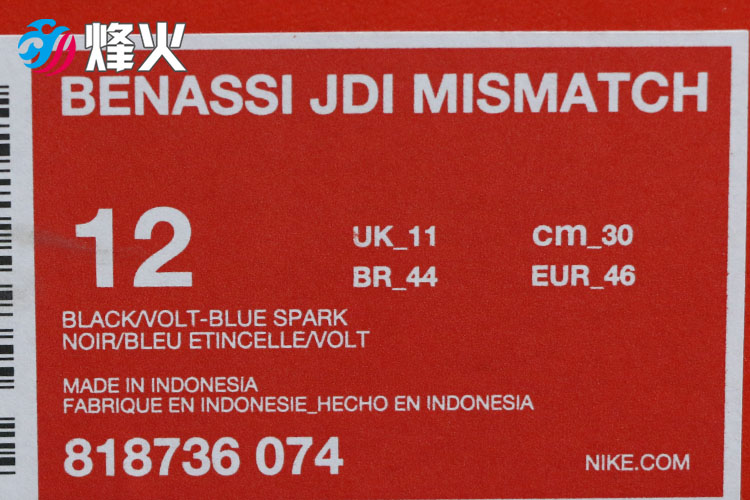 烽火
BENASSI JDI MISMATCH
12
UK_11
cm_30
BR_44
EUR_46
BLACK/VOLT-BLUE SPARK
NOIR/BLEU ETINCELLE/VOLT
MADE IN INDONESIA
FABRIQUE EN INDONESIE_HECHO EN INDONESIA
818736 074
NIKE.COM